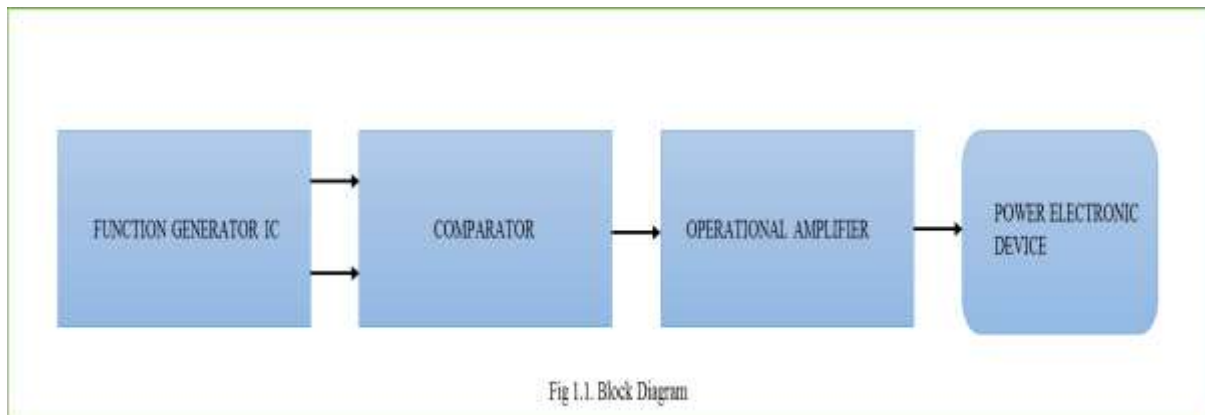 FUNCTION GENERATOR IC
COMPARATOR
OPERATIONAL AMPLIFIER
POWER ELECTRONIC
DEVICE
Fig 1.1. Block Diagram